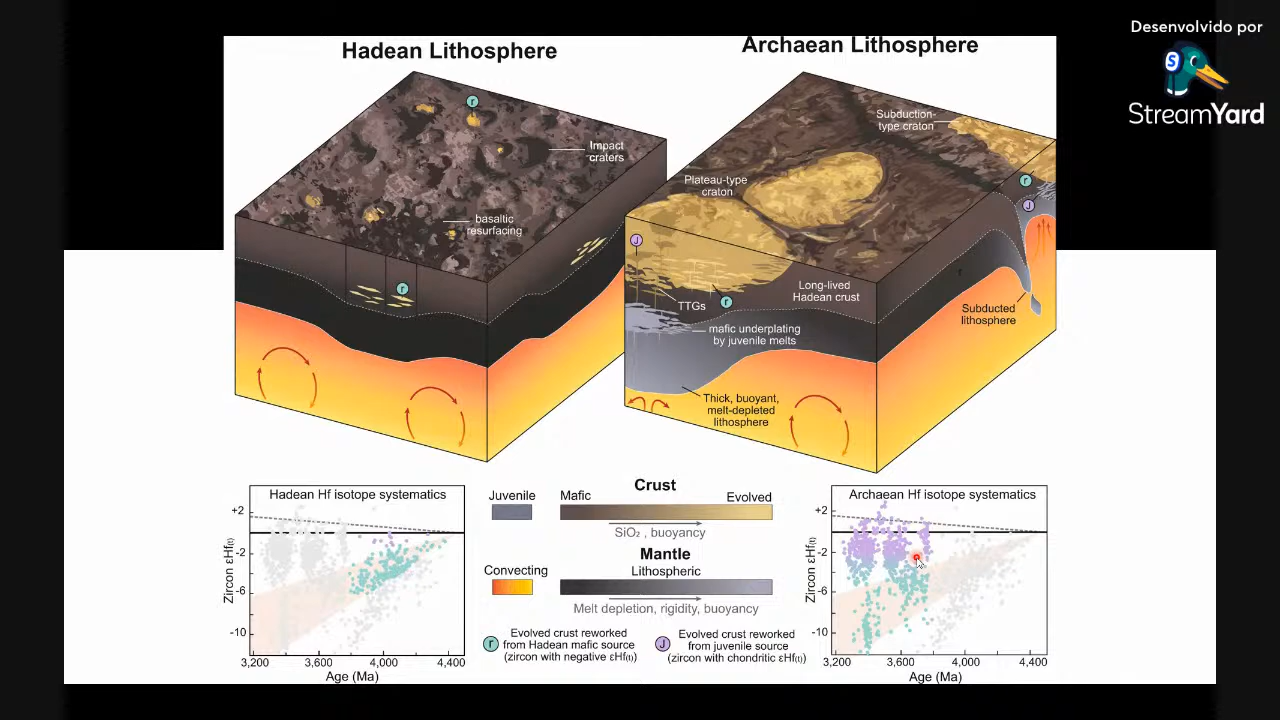 Desenvolvido por
StreamYard
Hadean Lithosphere
r
Impact
craters
basaltic
resurfacing
r
Archaean Lithosphere
Subduction-
type craton
Plateau-type
craton
r
J
J
Long-lived
Hadean crust
r
r
TTGs
Subducted
lithosphere
mafic underplating
by juvenile melts
Thick, buoyant,
melt-depleted
lithosphere
Hadean Hf isotope systematics
Zircon εHf(t)
+2
-2
-6
-10
3,200 3,600 4,000 4,400
Age (Ma)
Crust
Juvenile
Mafic
Evolved
SiO₂ , buoyancy
Mantle
Convecting
Lithospheric
Melt depletion, rigidity, buoyancy
r
Evolved crust reworked
from Hadean mafic source
(zircon with negative εHf(t))
J
Evolved crust reworked
from juvenile source
(zircon with chondritic εHf(t))
Archaean Hf isotope systematics
Zircon εHf(t)
+2
-2
-6
-10
3,200 3,600 4,000 4,400
Age (Ma)